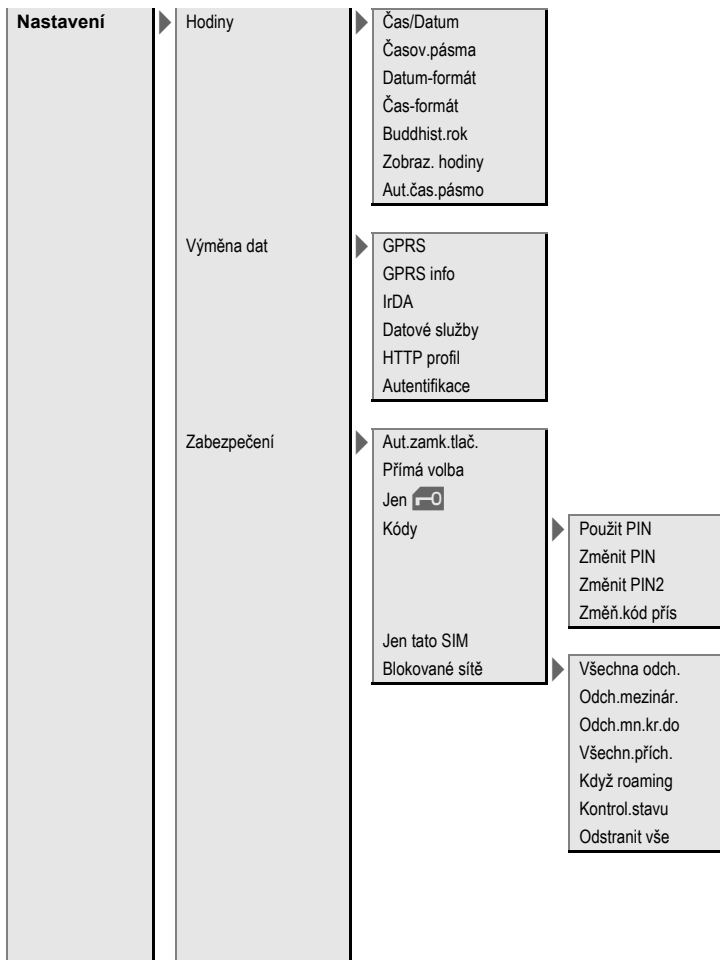 Nastavení
Hodiny
Čas/Datum
Časov.pásma
Datum-formát
Čas-formát
Buddhist.rok
Zobraz. hodiny
Aut.čas.pásmo
Výměna dat
GPRS
GPRS info
IrDA
Datové služby
HTTP profil
Autentifikace
Zabezpečení
Aut.zamk.tlač.
Přímá volba
Jen
Kódy
Použit PIN
Změnit PIN
Změnit PIN2
Změň.kód přís
Jen tato SIM
Blokované sítě
Všechna odch.
Odch.mezinár.
Odch.mn.kr.do
Všechn.přích.
Když roaming
Kontrol.stavu
Odstranit vše